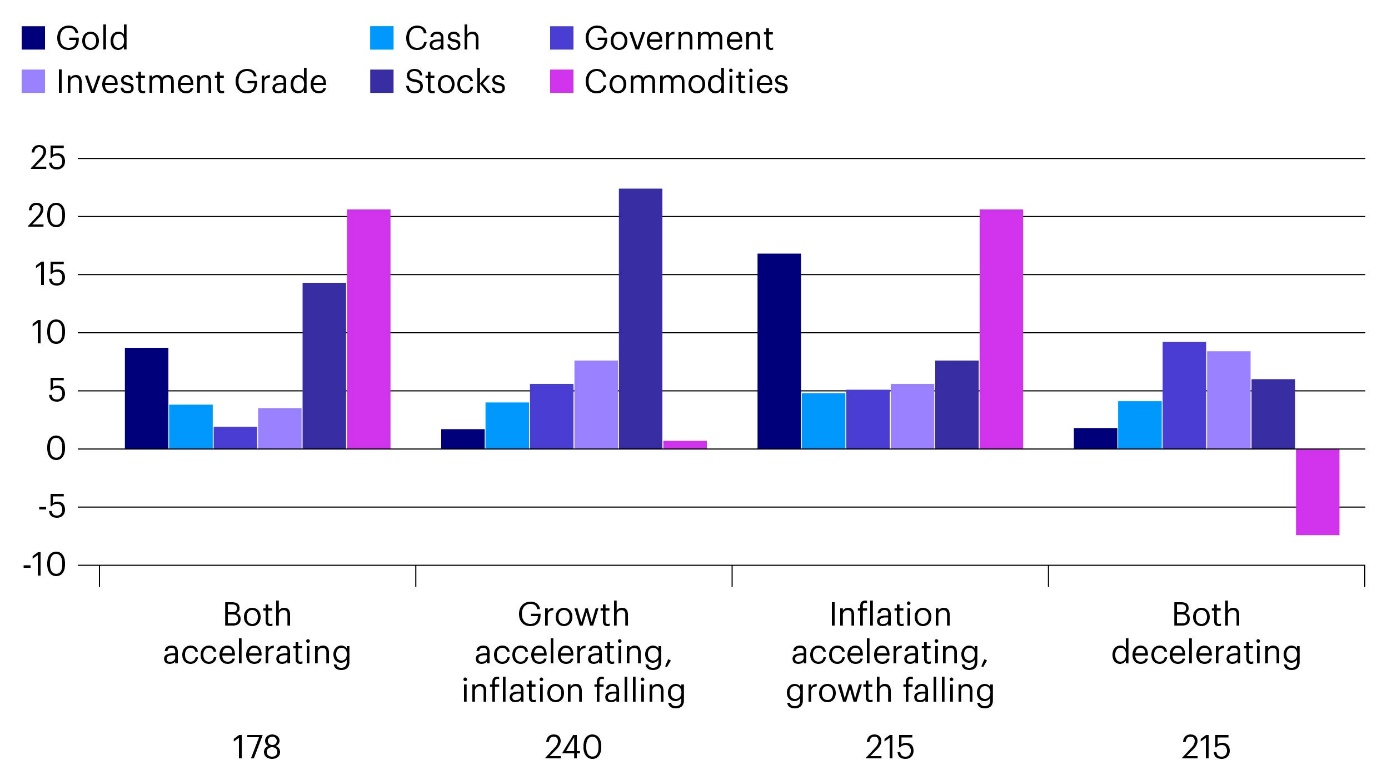 Gold Cash Government
Investment Grade Stocks Commodities
25
20
15
10
5
0
-5
-10
Both
accelerating
178
Growth
accelerating,
inflation falling
240
Inflation
accelerating,
growth falling
215
Both
decelerating
215